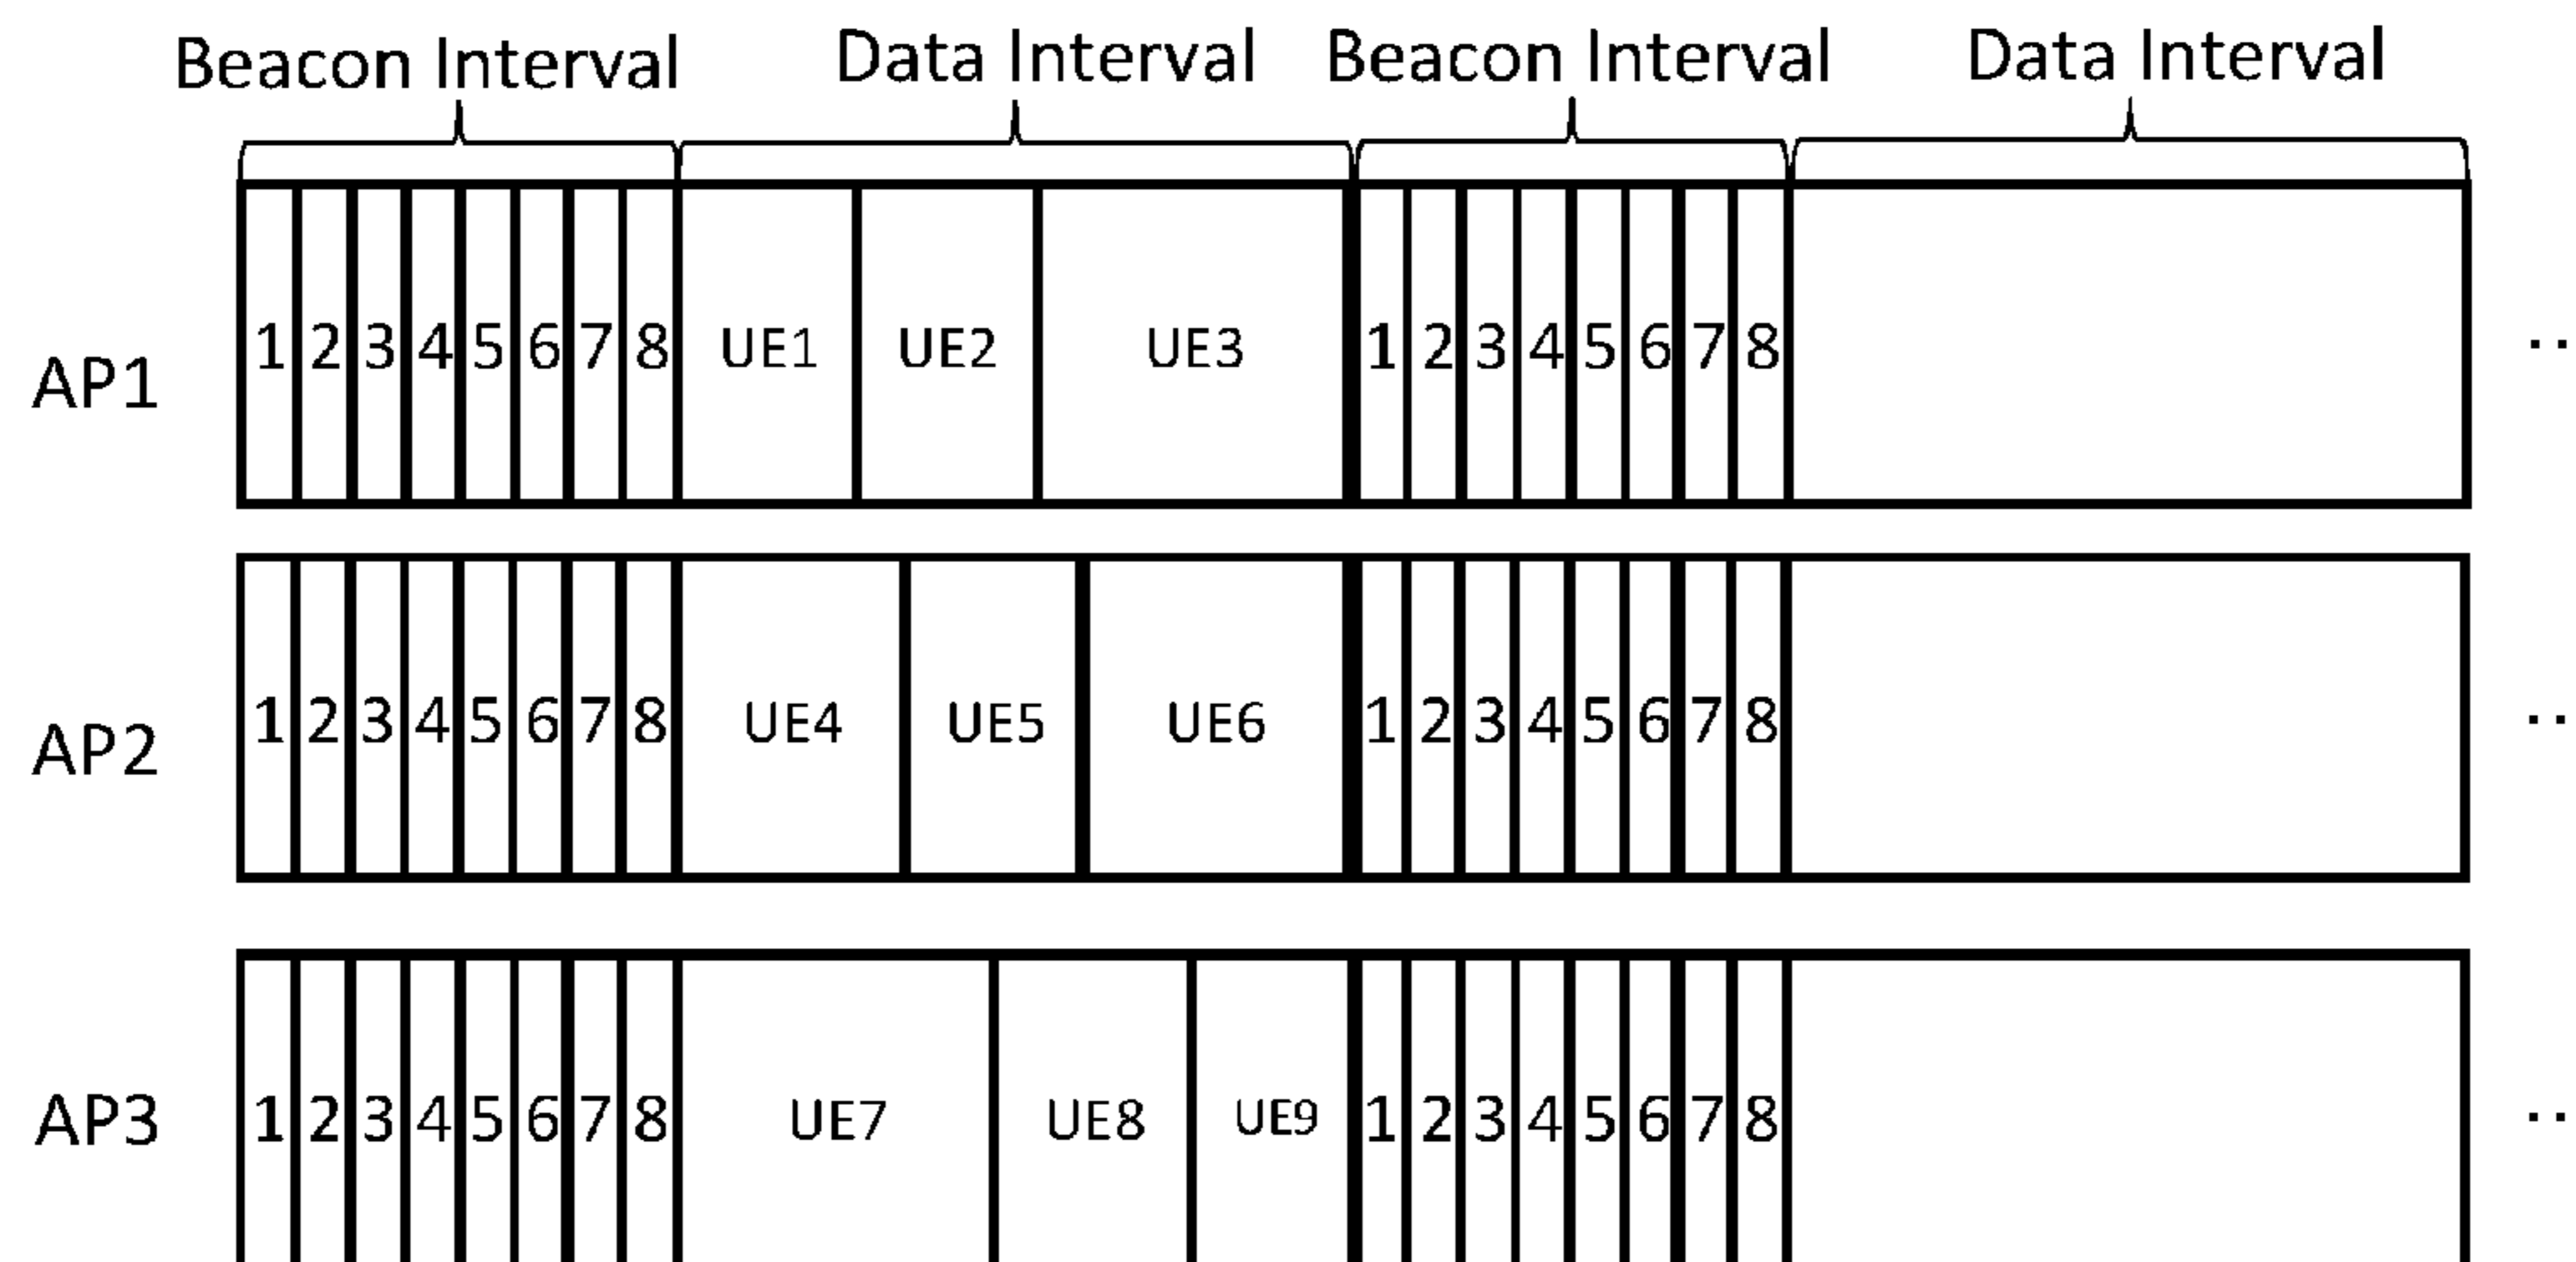 Beacon Interval Data Interval Beacon Interval Data Interval
AP1 1 2 3 4 5 6 7 8 UE1 UE2 UE3 1 2 3 4 5 6 7 8 ..
AP2 1 2 3 4 5 6 7 8 UE4 UE5 UE6 1 2 3 4 5 6 7 8 ..
AP3 1 2 3 4 5 6 7 8 UE7 UE8 UE9 1 2 3 4 5 6 7 8 ..